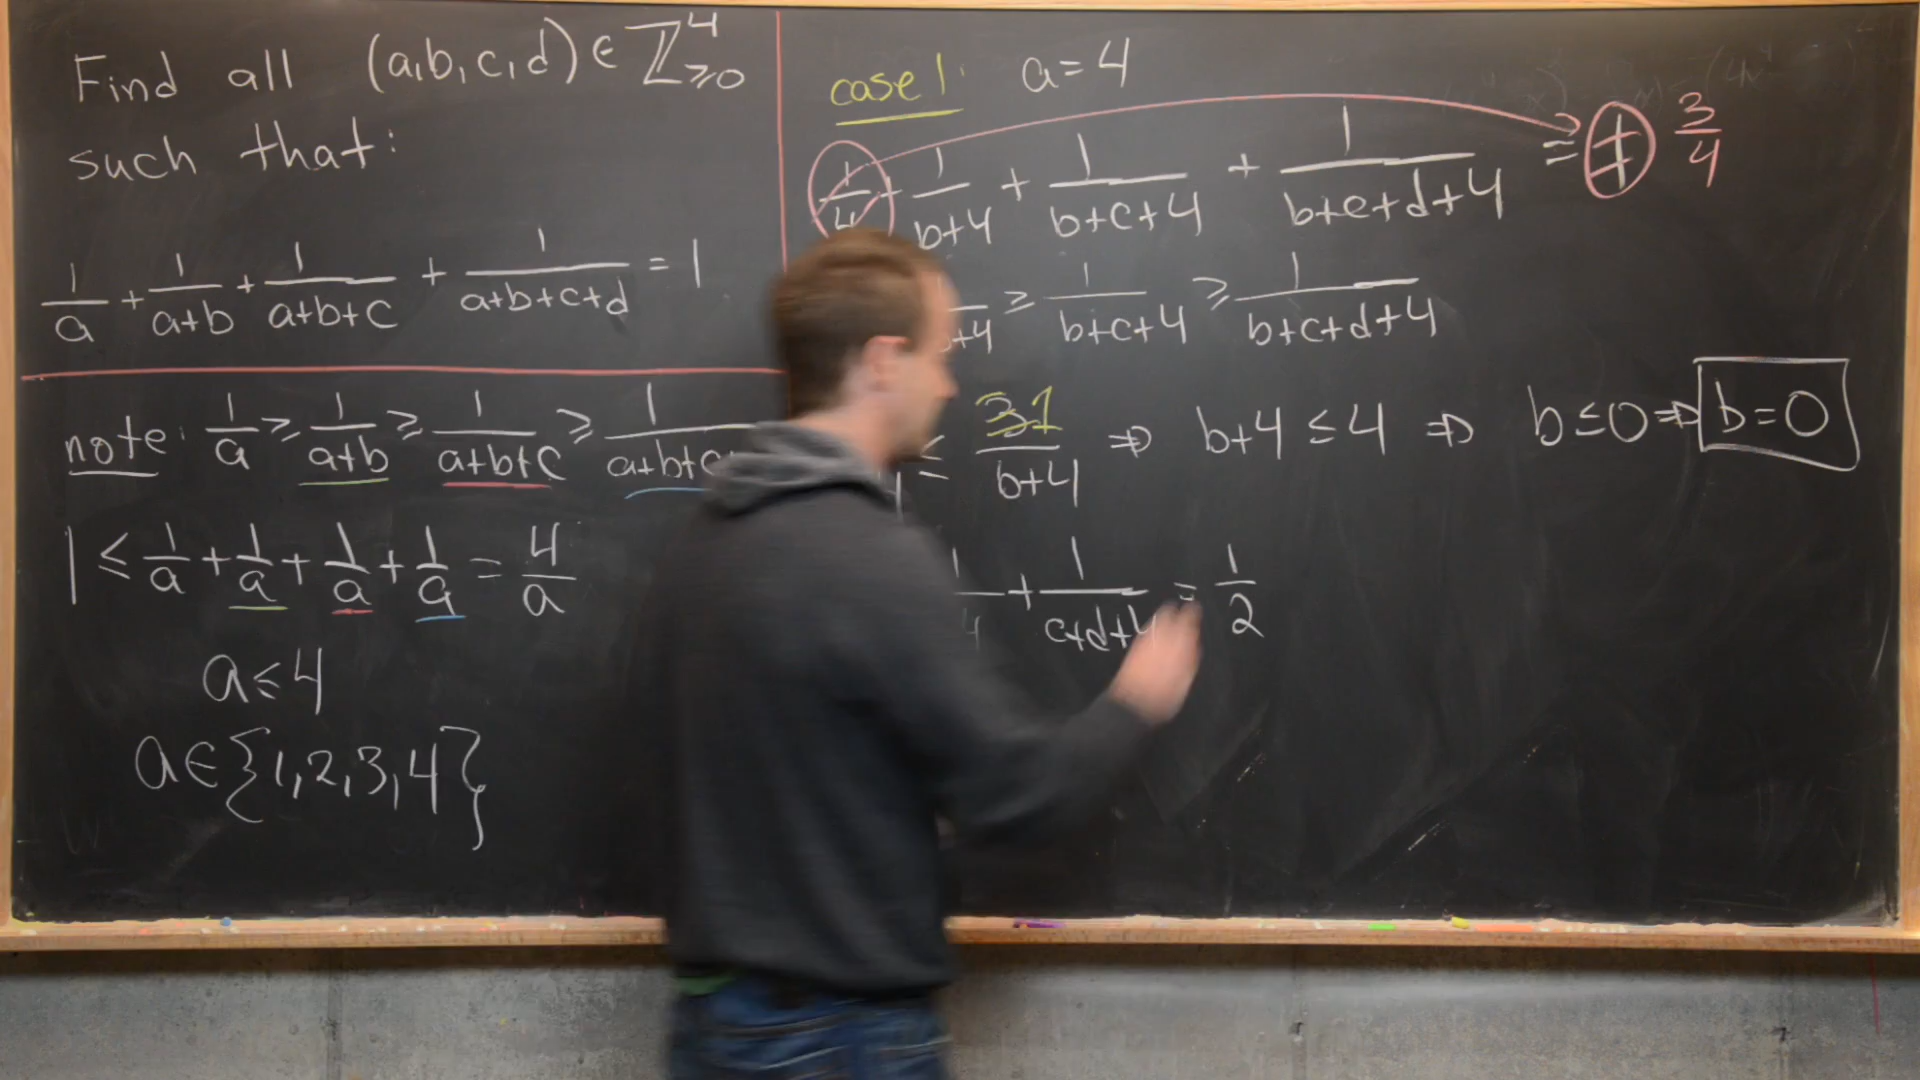 Find all (a,b,c,d) ∈ ℤ⁴≥0
such that:
1/a + 1/(a+b) + 1/(a+b+c) + 1/(a+b+c+d) = 1
note: 1/a ≥ 1/(a+b) ≥ 1/(a+b+c) ≥ 1/(a+b+c
1 ≤ 1/a + 1/a + 1/a + 1/a = 4/a
a ≤ 4
a ∈ {1,2,3,4}
case 1: a=4
1/4 + 1/(b+4) + 1/(b+c+4) + 1/(b+c+d+4) = 1 3/4
+4 ≥ 1/(b+c+4) ≥ 1/(b+c+d+4)
≤ 3·1/(b+4) ⇒ b+4 ≤ 4 ⇒ b ≤ 0 ⇒ b=0
1/4 + 1/(c+d+4) = 1/2